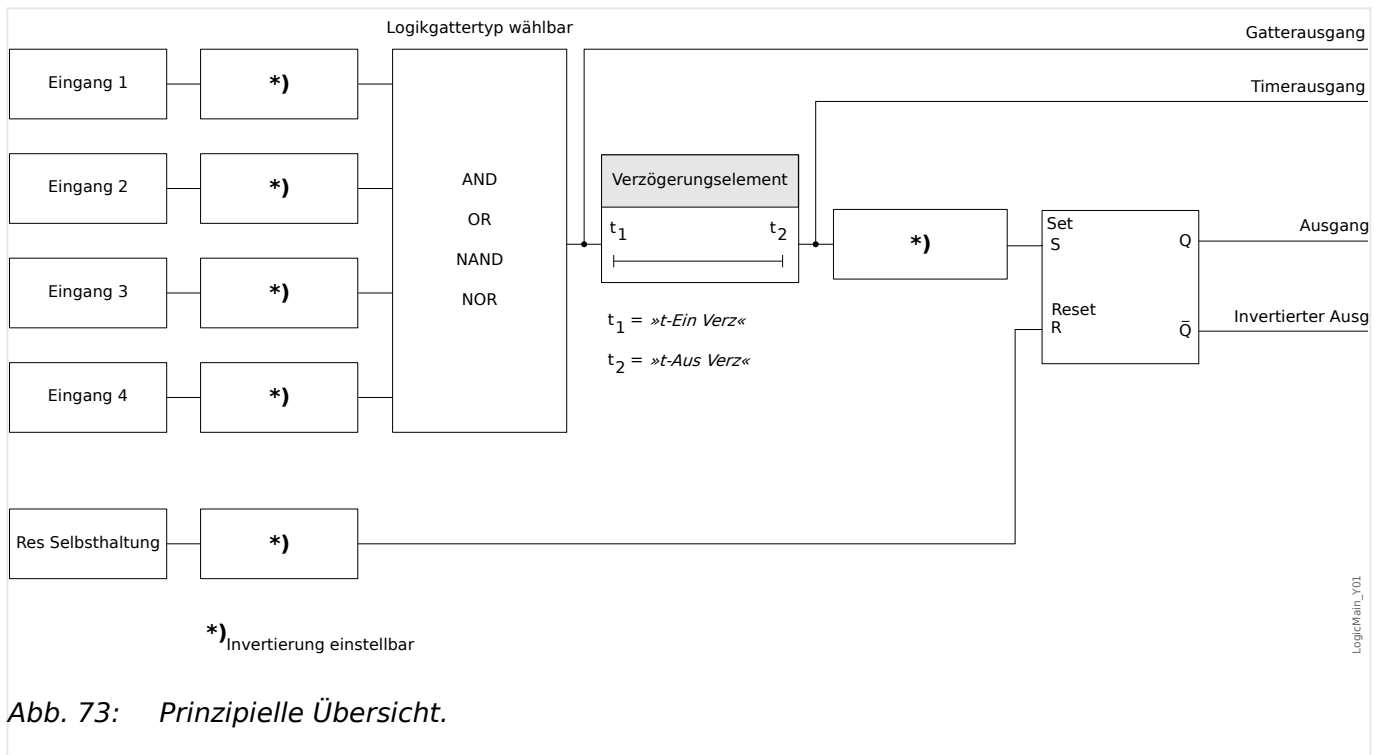 Logikgattertyp wählbar
Gatterausgang
Eingang 1
*)
Timerausgang
Eingang 2
*)
AND
OR
NAND
NOR
Verzögerungselement
t1
t2
*)
Set
S
Q
Ausgang
Eingang 3
*)
t1 = »t-Ein Verz«
Reset
R
Q̄
Invertierter Ausg
t2 = »t-Aus Verz«
Eingang 4
*)
Res Selbsthaltung
*)
*) Invertierung einstellbar
LogicMain_Y01
Abb. 73: Prinzipielle Übersicht.